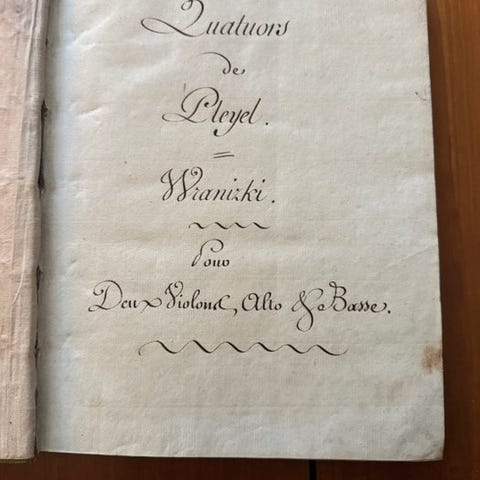 Quatuors
de
Pleyel.
=
Wranizki.
Pour
Deux Violons, Alto & Basse.